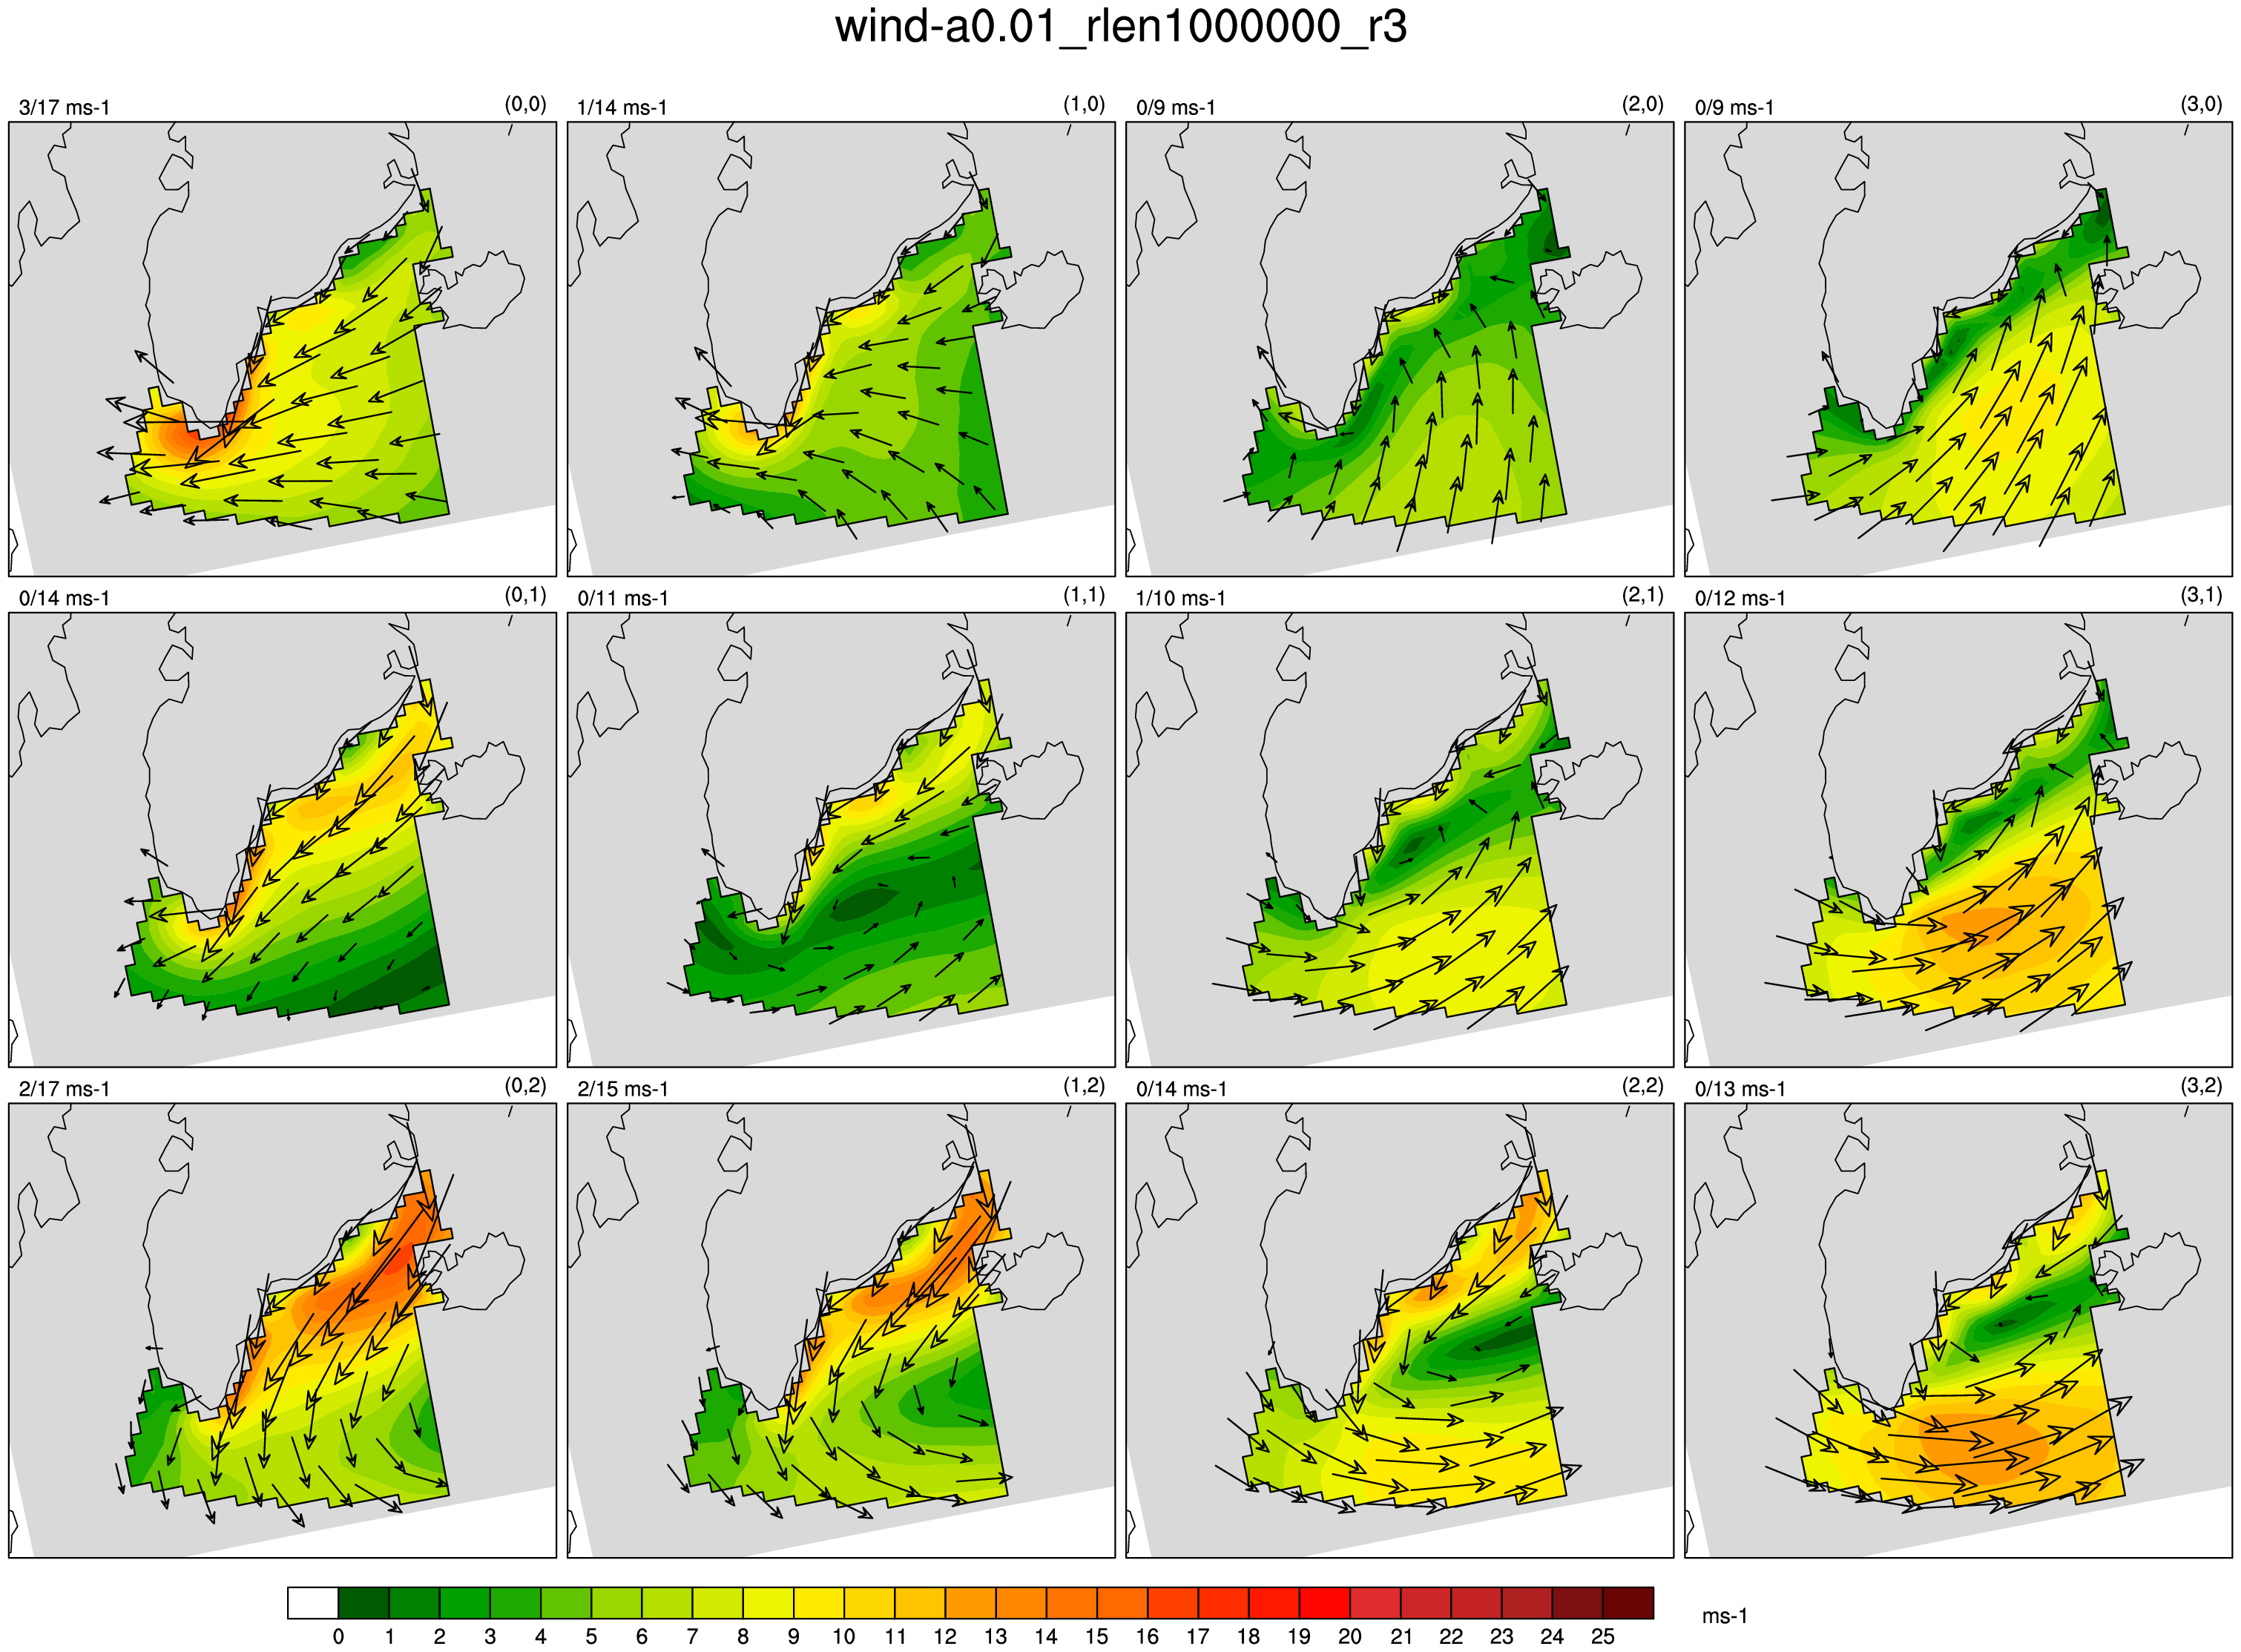 wind-a0.01_rlen1000000_r3
3/17 ms-1 (0,0) 1/14 ms-1 (1,0) 0/9 ms-1 (2,0) 0/9 ms-1 (3,0)
0/14 ms-1 (0,1) 0/11 ms-1 (1,1) 1/10 ms-1 (2,1) 0/12 ms-1 (3,1)
2/17 ms-1 (0,2) 2/15 ms-1 (1,2) 0/14 ms-1 (2,2) 0/13 ms-1 (3,2)
0 1 2 3 4 5 6 7 8 9 10 11 12 13 14 15 16 17 18 19 20 21 22 23 24 25 ms-1